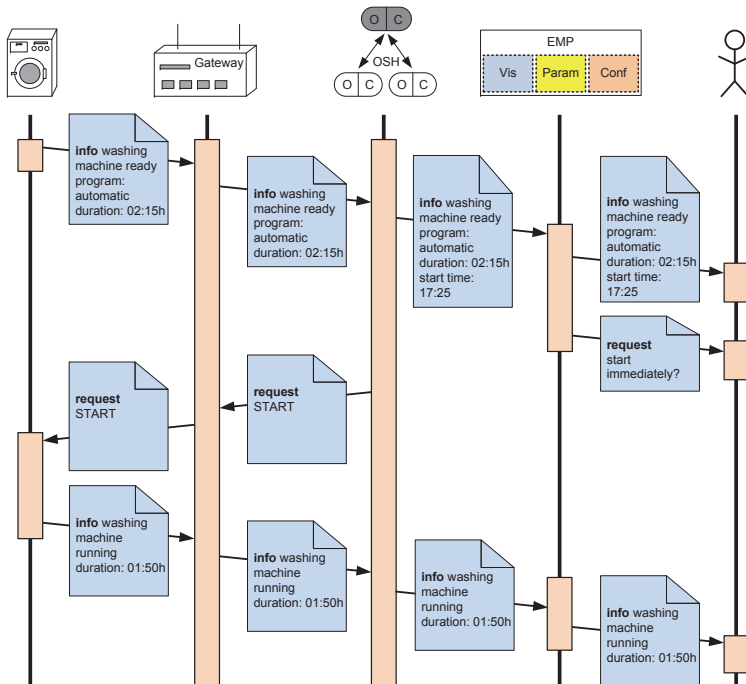 O C
EMP
Gateway
OSH
Vis Param Conf
O C O C
info washing
machine ready
program:
automatic
duration: 02:15h
info washing
machine ready
program:
automatic
duration: 02:15h
info washing
machine ready
program:
automatic
duration: 02:15h
start time:
17:25
info washing
machine ready
program:
automatic
duration: 02:15h
start time:
17:25
request
start
immediately?
request
START
request
START
info washing
machine
running
duration: 01:50h
info washing
machine
running
duration: 01:50h
info washing
machine
running
duration: 01:50h
info washing
machine
running
duration: 01:50h